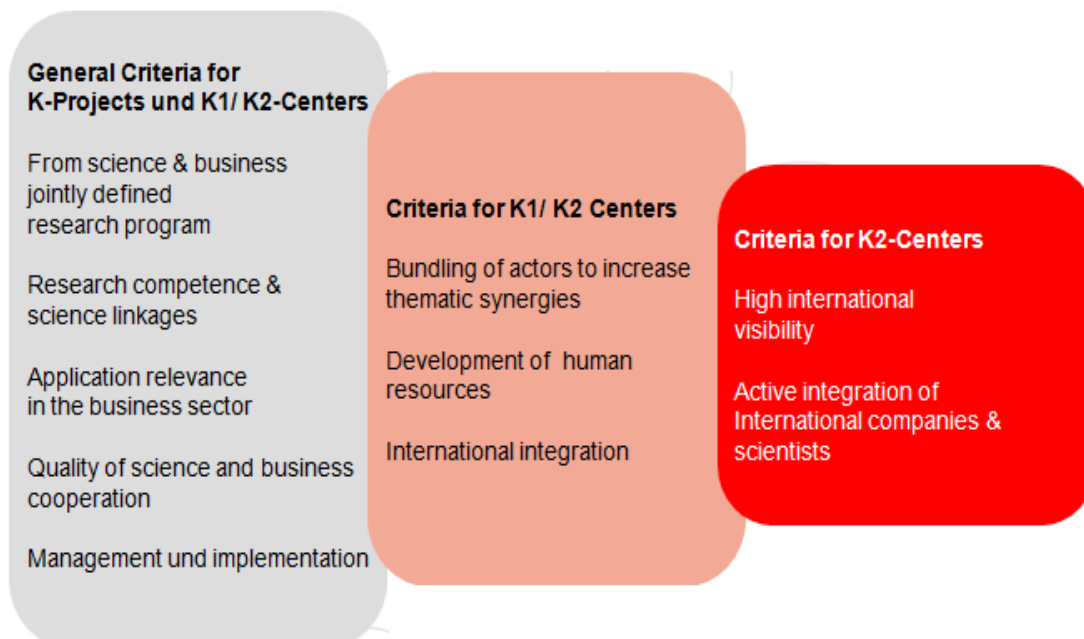 General Criteria for
K-Projects und K1/ K2-Centers
From science & business
jointly defined
research program
Research competence &
science linkages
Application relevance
in the business sector
Quality of science and business
cooperation
Management und implementation
Criteria for K1/ K2 Centers
Bundling of actors to increase
thematic synergies
Development of human
resources
International integration
Criteria for K2-Centers
High international
visibility
Active integration of
International companies &
scientists